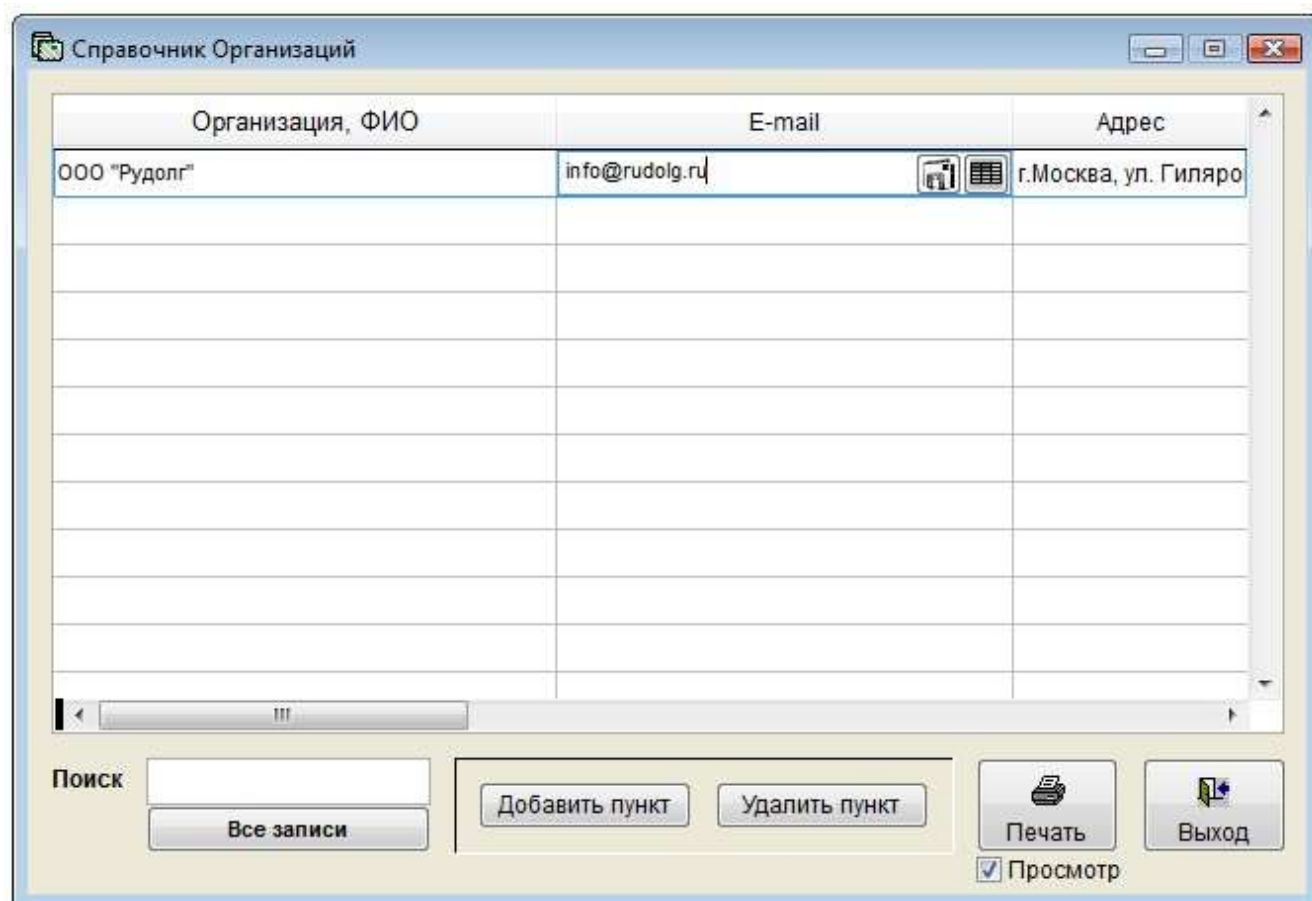 Справочник Организаций
Организация, ФИО E-mail Адрес
ООО "Рудолг" info@rudolg.ru г.Москва, ул. Гиляро
Поиск
Добавить пункт Удалить пункт
Все записи
Печать Выход
Просмотр